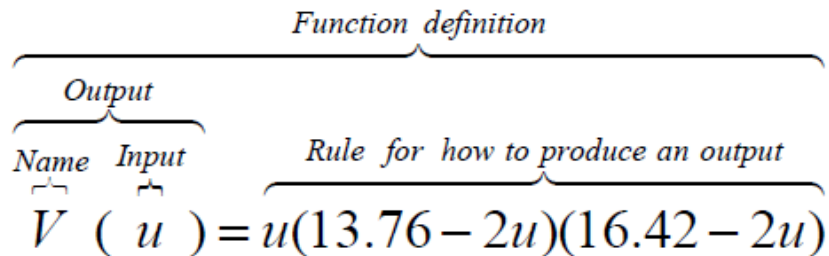 Function definition
Output
Name Input Rule for how to produce an output
V ( u ) = u(13.76 − 2u)(16.42 − 2u)